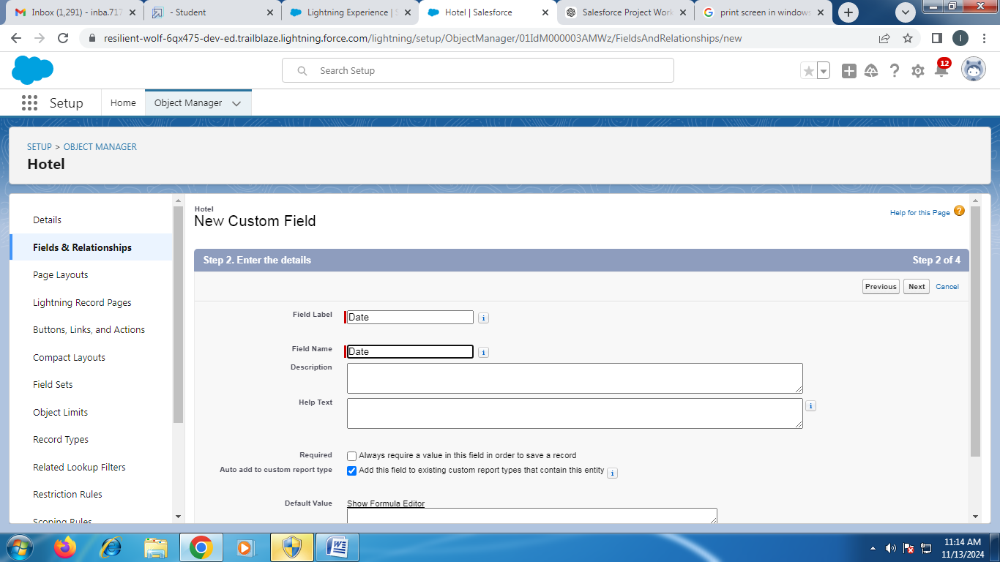 Inbox (1,291) - inba.717
- Student
Lightning Experience | S
Hotel | Salesforce
Salesforce Project Work
print screen in windows
resilient-wolf-6qx475-dev-ed.trailblaze.lightning.force.com/lightning/setup/ObjectManager/01IdM000003AMWz/FieldsAndRelationships/new
I
Search Setup
12
Setup
Home
Object Manager
SETUP > OBJECT MANAGER
Hotel
Details
Fields & Relationships
Page Layouts
Lightning Record Pages
Buttons, Links, and Actions
Compact Layouts
Field Sets
Object Limits
Record Types
Related Lookup Filters
Restriction Rules
Scoping Rules
Hotel
New Custom Field
Help for this Page
Step 2. Enter the details
Step 2 of 4
Previous
Next
Cancel
Field Label
Date
Field Name
Date
Description
Help Text
Required
Always require a value in this field in order to save a record
Auto add to custom report type
Add this field to existing custom report types that contain this entity
Default Value
Show Formula Editor
11:14 AM
11/13/2024